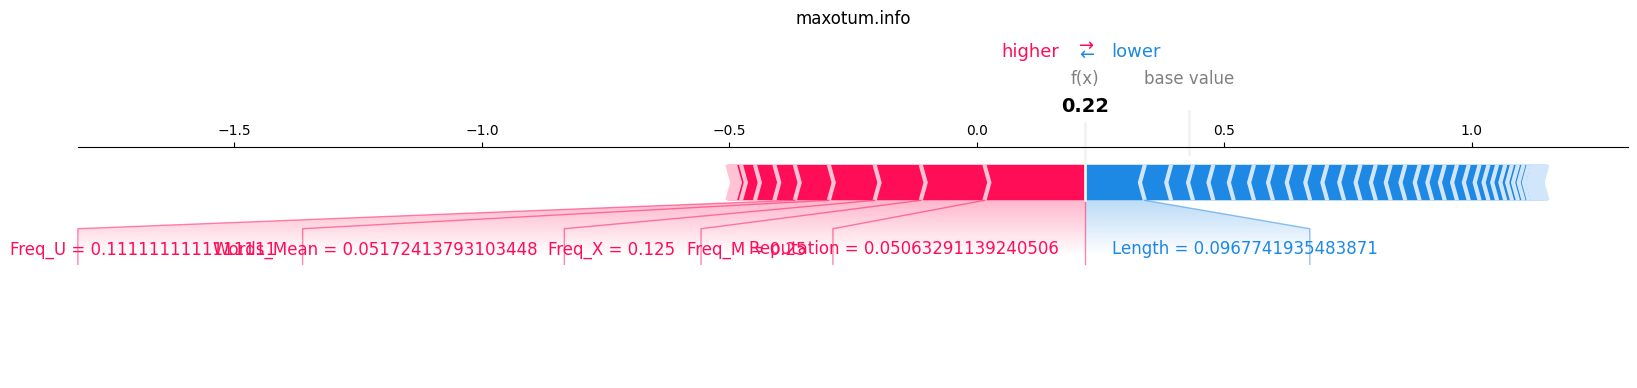 maxotum.info
higher → ← lower
f(x) base value
0.22
−1.5 −1.0 −0.5 0.0 0.5 1.0
Freq_U = 0.1111111111111111 Words_Mean = 0.05172413793103448 Freq_X = 0.125 Freq_M = 0.25 Reputation = 0.05063291139240506 Length = 0.0967741935483871